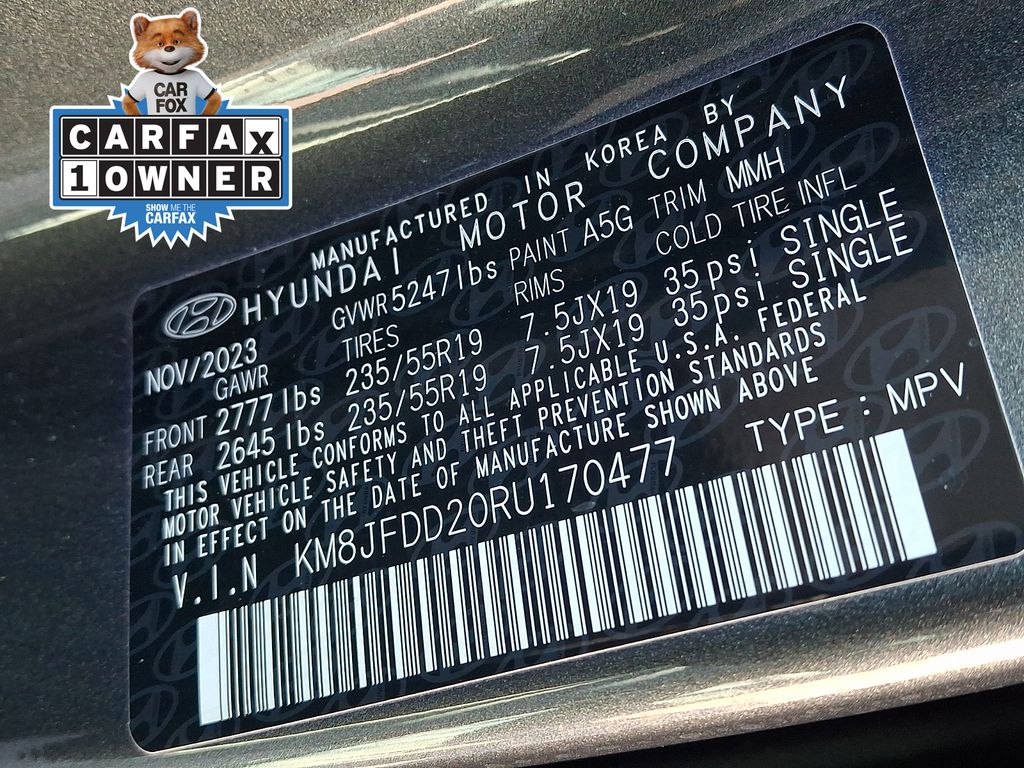 CAR
FOX
CARFAX
1 OWNER
SHOW ME THE
CARFAX
MANUFACTURED IN KOREA BY
HYUNDAI MOTOR COMPANY
NOV/2023 GVWR 5247lbs PAINT A5G TRIM MMH
GAWR TIRES RIMS COLD TIRE INFL
FRONT 2777lbs 235/55R19 7.5JX19 35psi SINGLE
REAR 2645lbs 235/55R19 7.5JX19 35psi SINGLE
THIS VEHICLE CONFORMS TO ALL APPLICABLE U.S.A. FEDERAL
MOTOR VEHICLE SAFETY AND THEFT PREVENTION STANDARDS
IN EFFECT ON THE DATE OF MANUFACTURE SHOWN ABOVE
V.I.N KM8JFDD20RU170477 TYPE : MPV